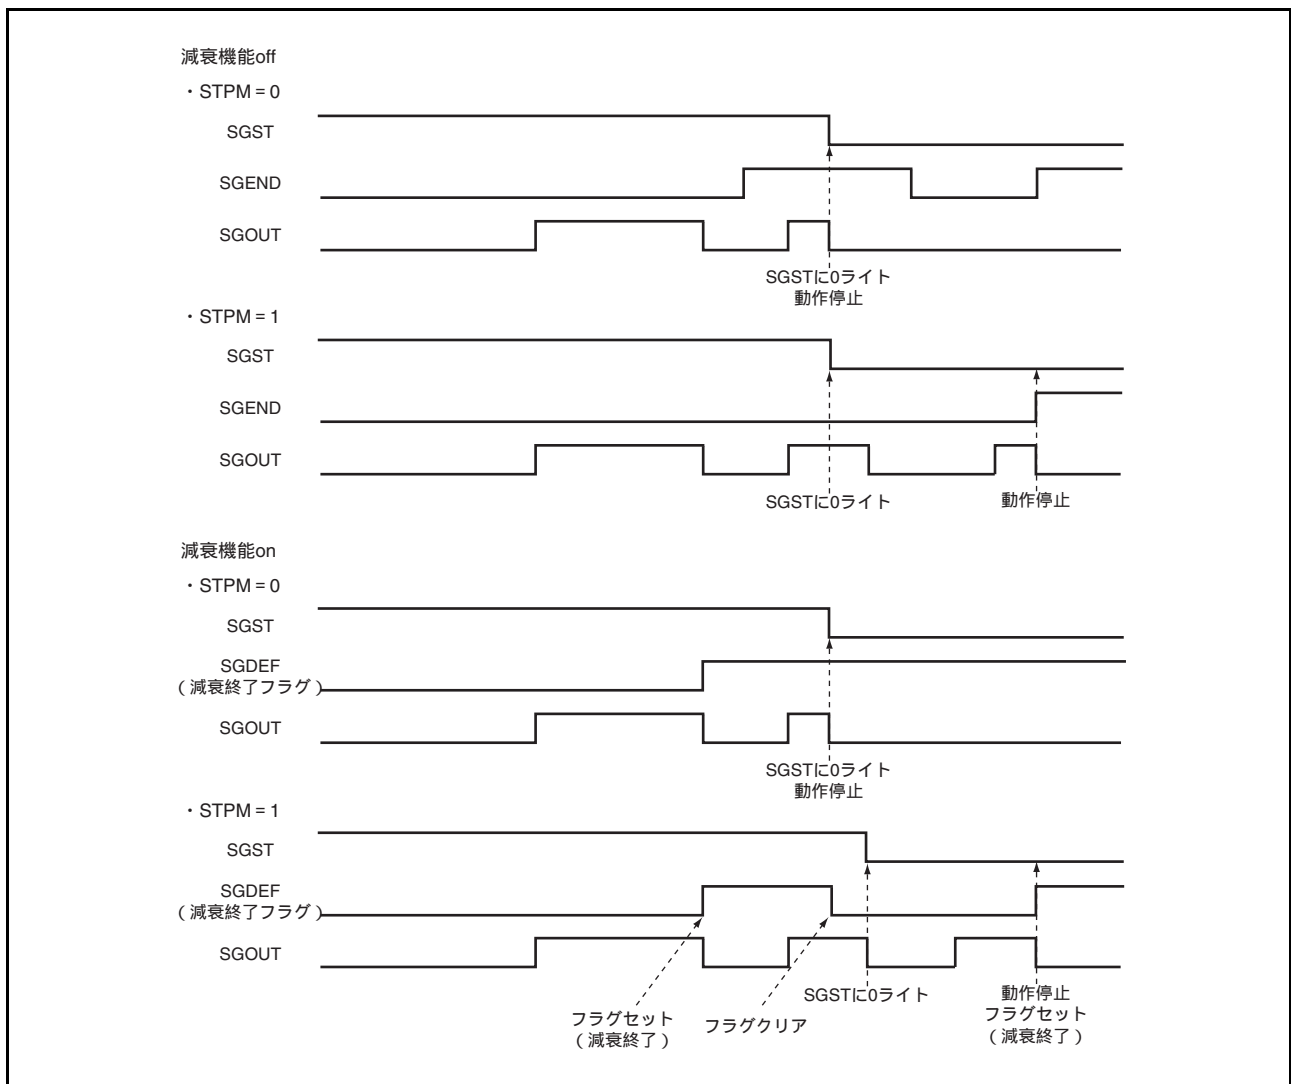 減衰機能off
・STPM = 0
SGST
SGEND
SGOUT
SGSTに0ライト
動作停止
・STPM = 1
SGST
SGEND
SGOUT
SGSTに0ライト
動作停止
減衰機能on
・STPM = 0
SGST
SGDEF
(減衰終了フラグ)
SGOUT
SGSTに0ライト
動作停止
・STPM = 1
SGST
SGDEF
(減衰終了フラグ)
SGOUT
フラグセット
(減衰終了)
フラグクリア
SGSTに0ライト
動作停止
フラグセット
(減衰終了)